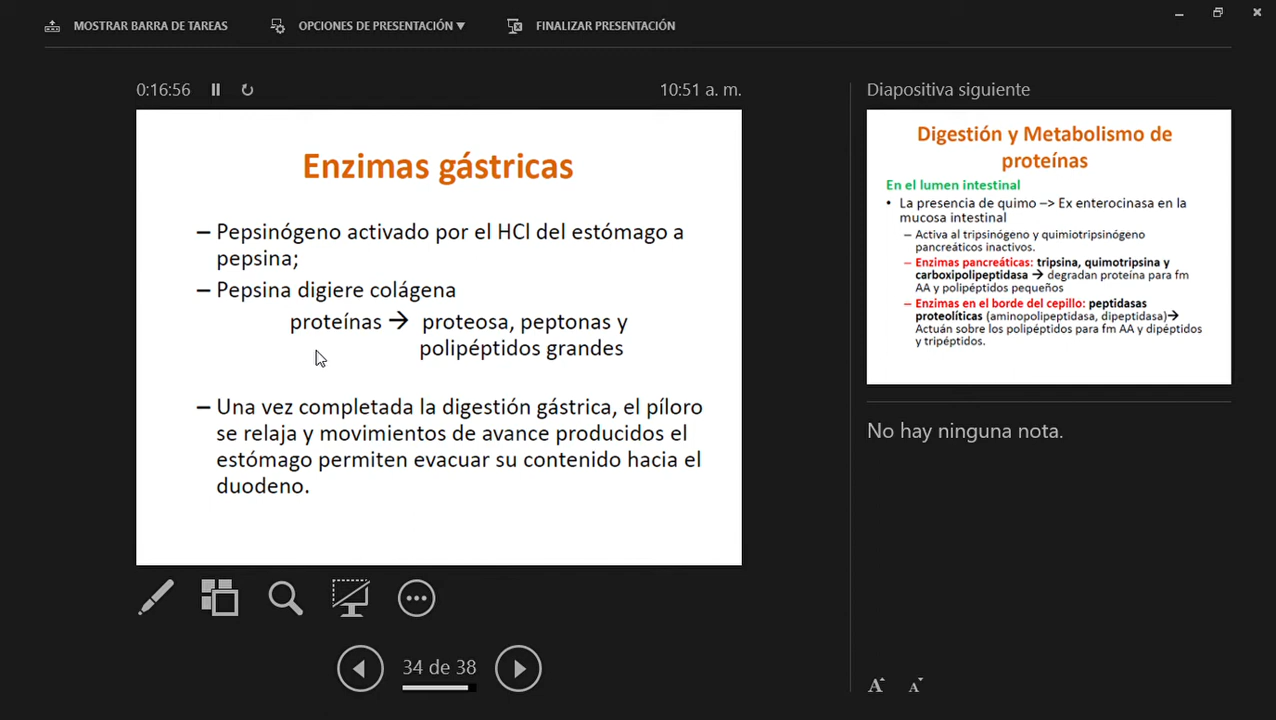 MOSTRAR BARRA DE TAREAS
OPCIONES DE PRESENTACIÓN ▼
FINALIZAR PRESENTACIÓN
0:16:56
10:51 a. m.
Enzimas gástricas
– Pepsinógeno activado por el HCl del estómago a
pepsina;
– Pepsina digiere colágena
proteínas → proteosa, peptonas y
polipéptidos grandes
– Una vez completada la digestión gástrica, el píloro
se relaja y movimientos de avance producidos el
estómago permiten evacuar su contenido hacia el
duodeno.
34 de 38
Diapositiva siguiente
Digestión y Metabolismo de
proteínas
En el lumen intestinal
• La presencia de quimo –> Ex enterocinasa en la
mucosa intestinal
– Activa al tripsinógeno y quimiotripsinógeno
pancreáticos inactivos.
– Enzimas pancreáticas: tripsina, quimotripsina y
carboxipolipeptidasa → degradan proteína para fm
AA y polipéptidos pequeños
– Enzimas en el borde del cepillo: peptidasas
proteolíticas (aminopolipeptidasa, dipeptidasa)→
Actuán sobre los polipéptidos para fm AA y dipéptidos
y tripéptidos.
No hay ninguna nota.
A A